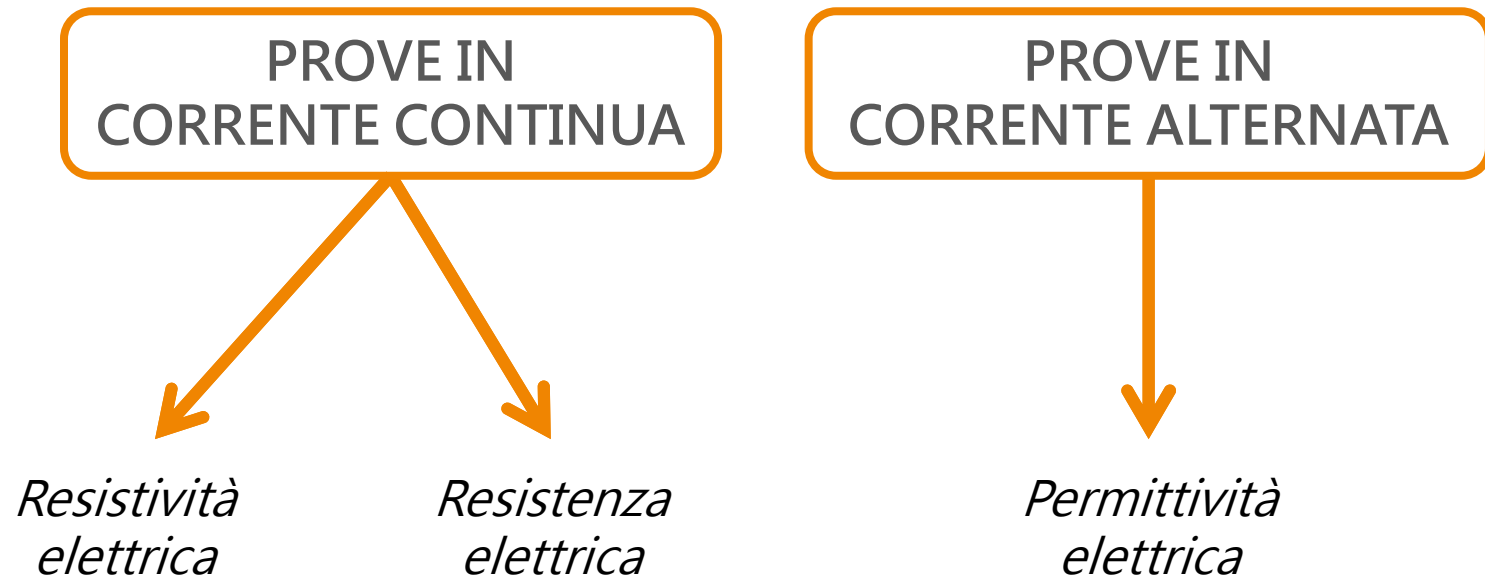 PROVE IN
CORRENTE CONTINUA
PROVE IN
CORRENTE ALTERNATA
Resistività
elettrica
Resistenza
elettrica
Permittività
elettrica